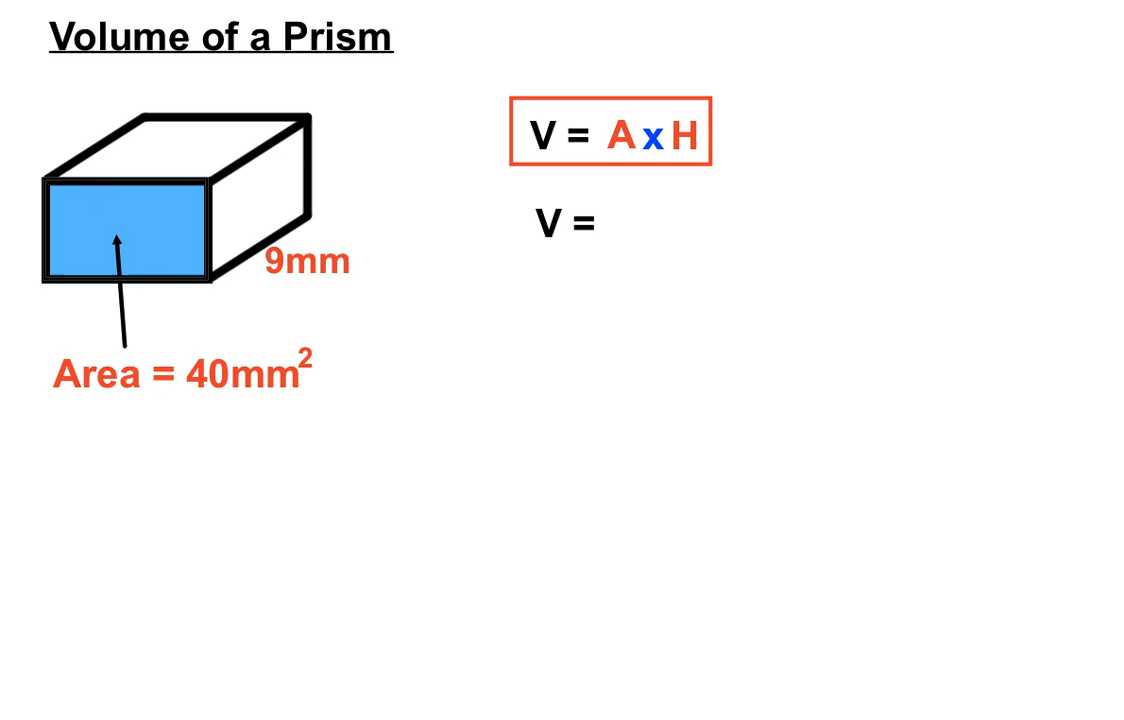 Volume of a Prism
V = A x H
V =
9mm
Area = 40mm²